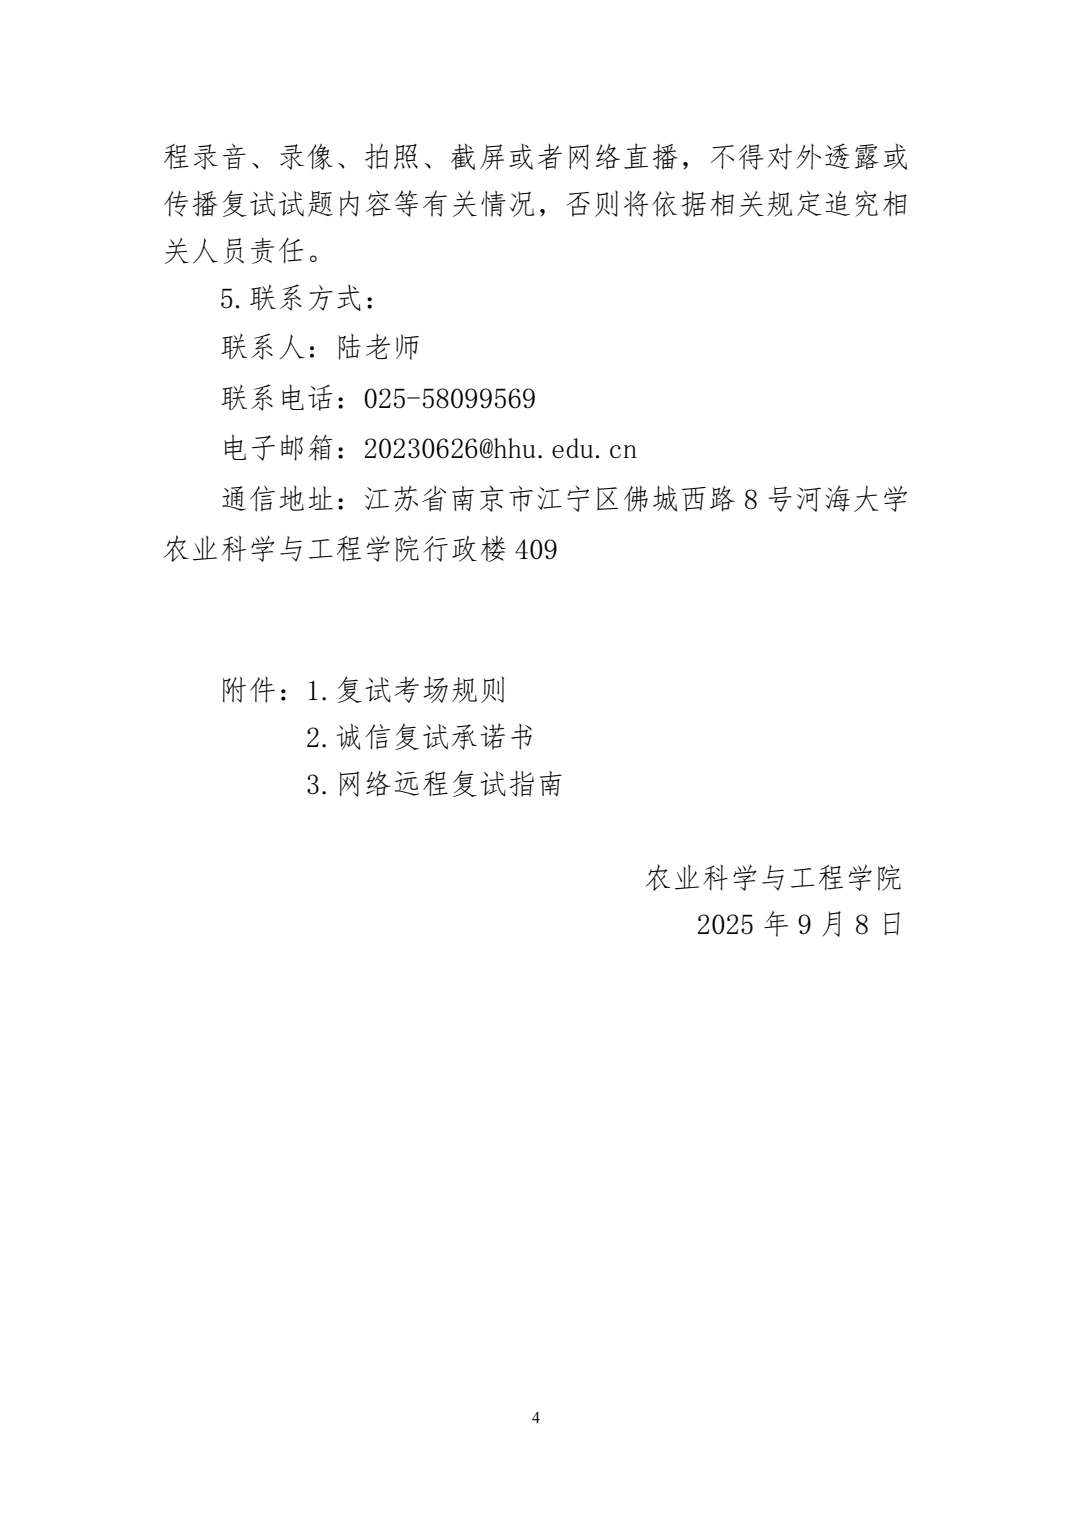 程录音、录像、拍照、截屏或者网络直播，不得对外透露或
传播复试试题内容等有关情况，否则将依据相关规定追究相
关人员责任。
5.联系方式：
联系人：陆老师
联系电话：025-58099569
电子邮箱：20230626@hhu.edu.cn
通信地址：江苏省南京市江宁区佛城西路 8 号河海大学
农业科学与工程学院行政楼 409
附件：1.复试考场规则
2.诚信复试承诺书
3.网络远程复试指南
农业科学与工程学院
2025 年 9 月 8 日
4